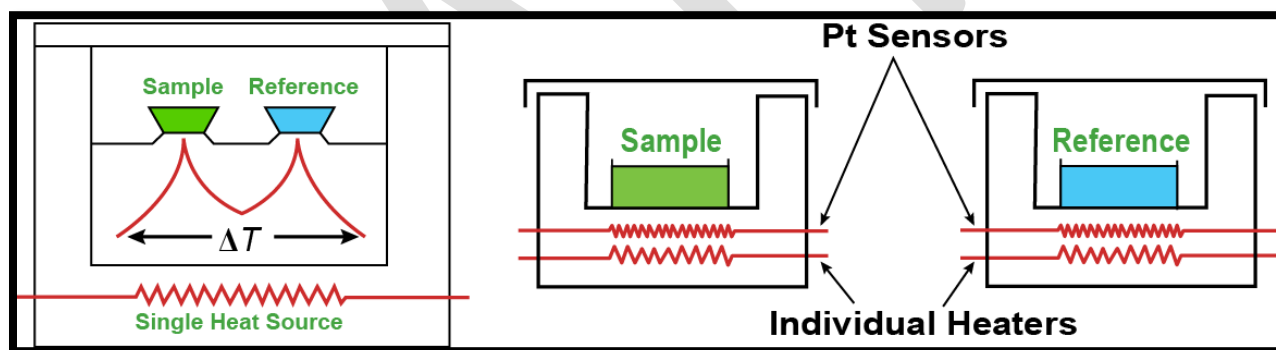 Sample Reference
ΔT
Single Heat Source
Pt Sensors
Sample
Reference
Individual Heaters